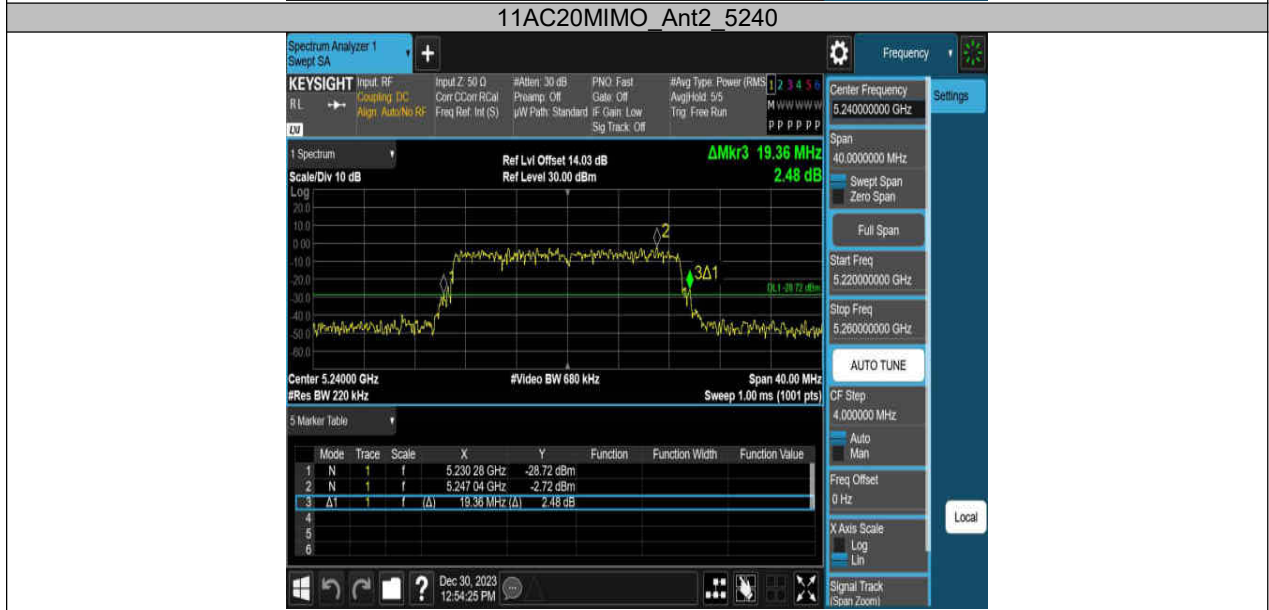 11AC20MIMO_Ant2_5240
Spectrum Analyzer 1
Swept SA
+
Frequency
KEYSIGHT
RL
LXI
Input: RF
Coupling: DC
Align: Auto/No RF
Input Z: 50 Ω
Corr CCorr RCal
Freq Ref: Int (S)
#Atten: 30 dB
Preamp: Off
µW Path: Standard
PNO: Fast
Gate: Off
IF Gain: Low
Sig Track: Off
#Avg Type: Power (RMS
Avg|Hold: 5/5
Trig: Free Run
1 2 3 4 5 6
M W W W W W
P P P P P P
Center Frequency
5.240000000 GHz
Settings
Span
40.0000000 MHz
Swept Span
Zero Span
Full Span
Start Freq
5.220000000 GHz
Stop Freq
5.260000000 GHz
AUTO TUNE
CF Step
4.000000 MHz
Auto
Man
Freq Offset
0 Hz
X Axis Scale
Log
Lin
Signal Track
(Span Zoom)
Local
1 Spectrum
Scale/Div 10 dB
Ref Lvl Offset 14.03 dB
Ref Level 30.00 dBm
ΔMkr3 19.36 MHz
2.48 dB
Log
20.0
10.0
0.00
-10.0
-20.0
-30.0
-40.0
-50.0
-60.0
1
2
3Δ1
DL1 -28.72 dBm
Center 5.24000 GHz
#Video BW 680 kHz
Span 40.00 MHz
#Res BW 220 kHz
Sweep 1.00 ms (1001 pts)
5 Marker Table
Mode Trace Scale X Y Function Function Width Function Value
1 N 1 f 5.230 28 GHz -28.72 dBm
2 N 1 f 5.247 04 GHz -2.72 dBm
3 Δ1 1 f (Δ) 19.36 MHz (Δ) 2.48 dB
4
5
6
?
Dec 30, 2023
12:54:25 PM